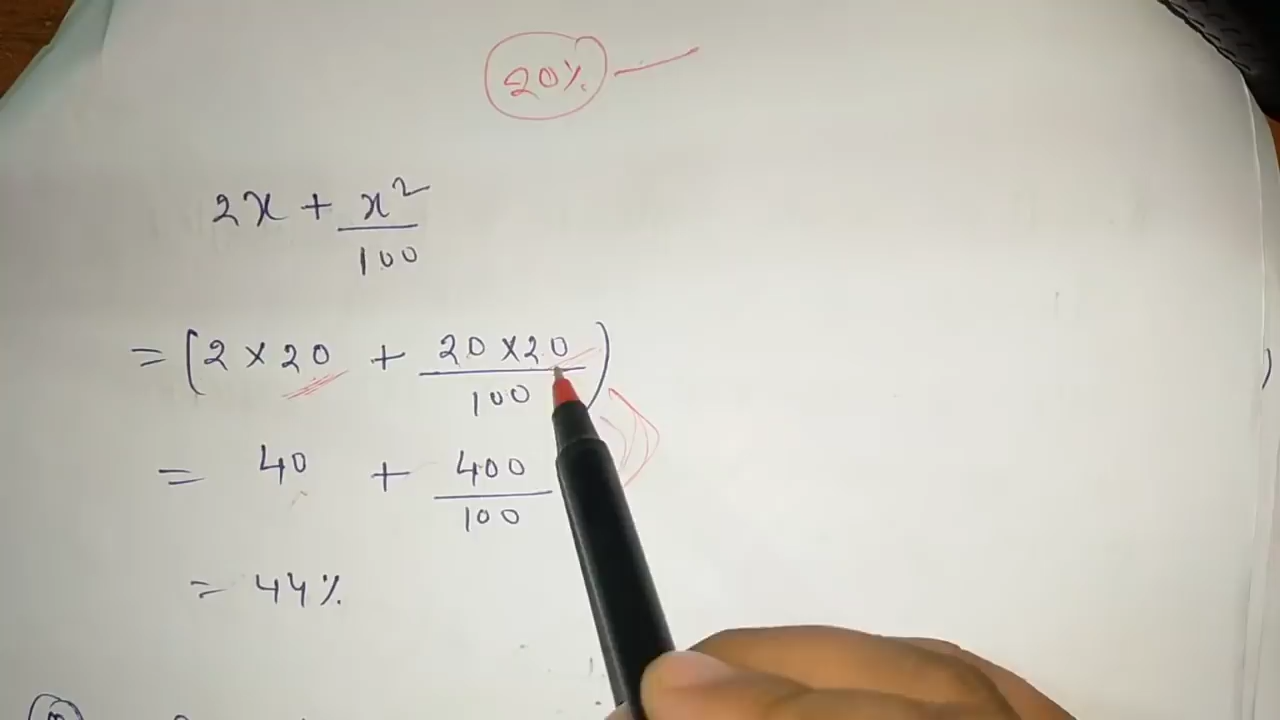 20%
2x + x²/100
= (2 × 20 + 20 × 20/100)
= 40 + 400/100
= 44%